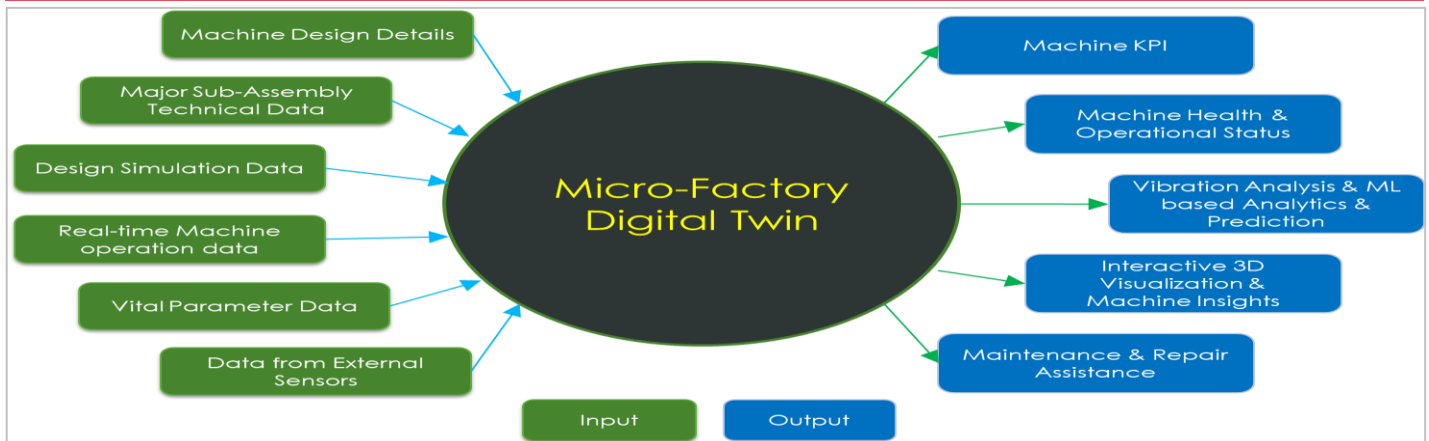 Machine Design Details
Major Sub-Assembly
Technical Data
Design Simulation Data
Real-time Machine
operation data
Vital Parameter Data
Data from External
Sensors
Micro-Factory
Digital Twin
Machine KPI
Machine Health &
Operational Status
Vibration Analysis & ML
based Analytics &
Prediction
Interactive 3D
Visualization &
Machine Insights
Maintenance & Repair
Assistance
Input
Output